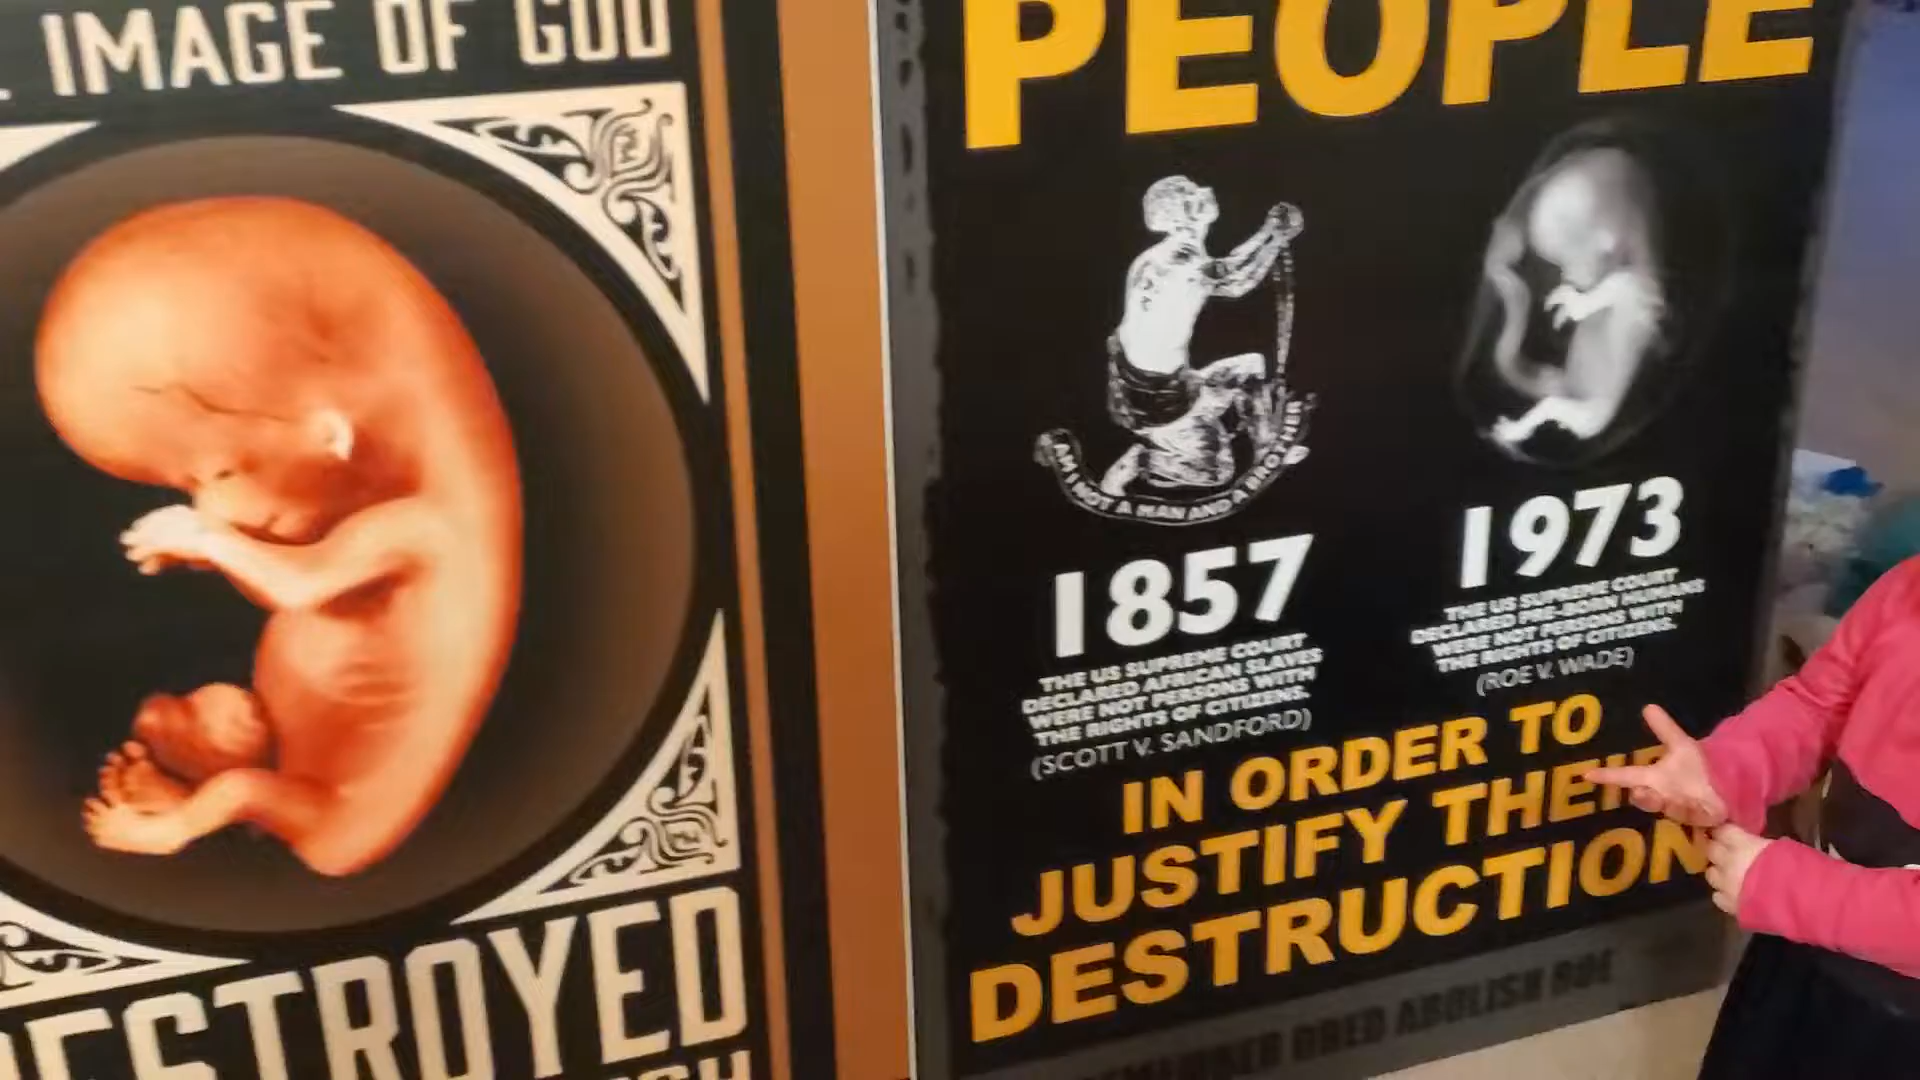 IMAGE OF GOD
DESTROYED
PEOPLE
AM I NOT A MAN AND A BROTHER
1857
THE US SUPREME COURT
DECLARED AFRICAN SLAVES
WERE NOT PERSONS WITH
THE RIGHTS OF CITIZENS.
(SCOTT V. SANDFORD)
1973
THE US SUPREME COURT
DECLARED PRE-BORN HUMANS
WERE NOT PERSONS WITH
THE RIGHTS OF CITIZENS.
(ROE V. WADE)
IN ORDER TO
JUSTIFY THEIR
DESTRUCTION
DRED ABOLISH ROE